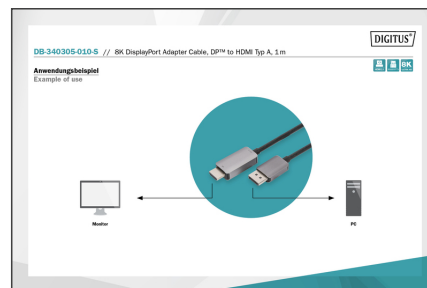 DIGITUS®
DB-340305-010-S // 8K DisplayPort Adapter Cable, DP™ to HDMI Typ A, 1 m
Anwendungsbeispiel
Example of use
8K
Monitor
PC